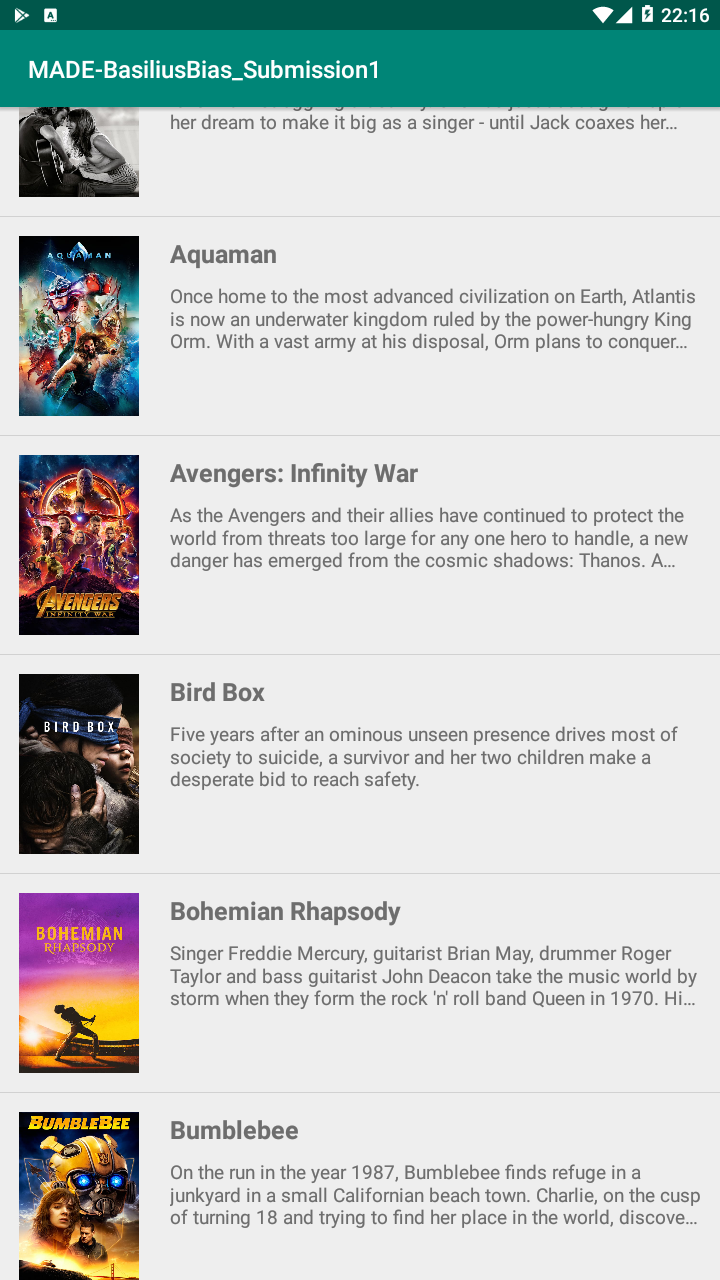 22:16
MADE-BasiliusBias_Submission1
her dream to make it big as a singer - until Jack coaxes her…
AQUAMAN
Aquaman
Once home to the most advanced civilization on Earth, Atlantis
is now an underwater kingdom ruled by the power-hungry King
Orm. With a vast army at his disposal, Orm plans to conquer…
AVENGERS
INFINITY WAR
Avengers: Infinity War
As the Avengers and their allies have continued to protect the
world from threats too large for any one hero to handle, a new
danger has emerged from the cosmic shadows: Thanos. A…
BIRD BOX
Bird Box
Five years after an ominous unseen presence drives most of
society to suicide, a survivor and her two children make a
desperate bid to reach safety.
BOHEMIAN
RHAPSODY
Bohemian Rhapsody
Singer Freddie Mercury, guitarist Brian May, drummer Roger
Taylor and bass guitarist John Deacon take the music world by
storm when they form the rock 'n' roll band Queen in 1970. Hi…
BUMBLEBEE
Bumblebee
On the run in the year 1987, Bumblebee finds refuge in a
junkyard in a small Californian beach town. Charlie, on the cusp
of turning 18 and trying to find her place in the world, discove…